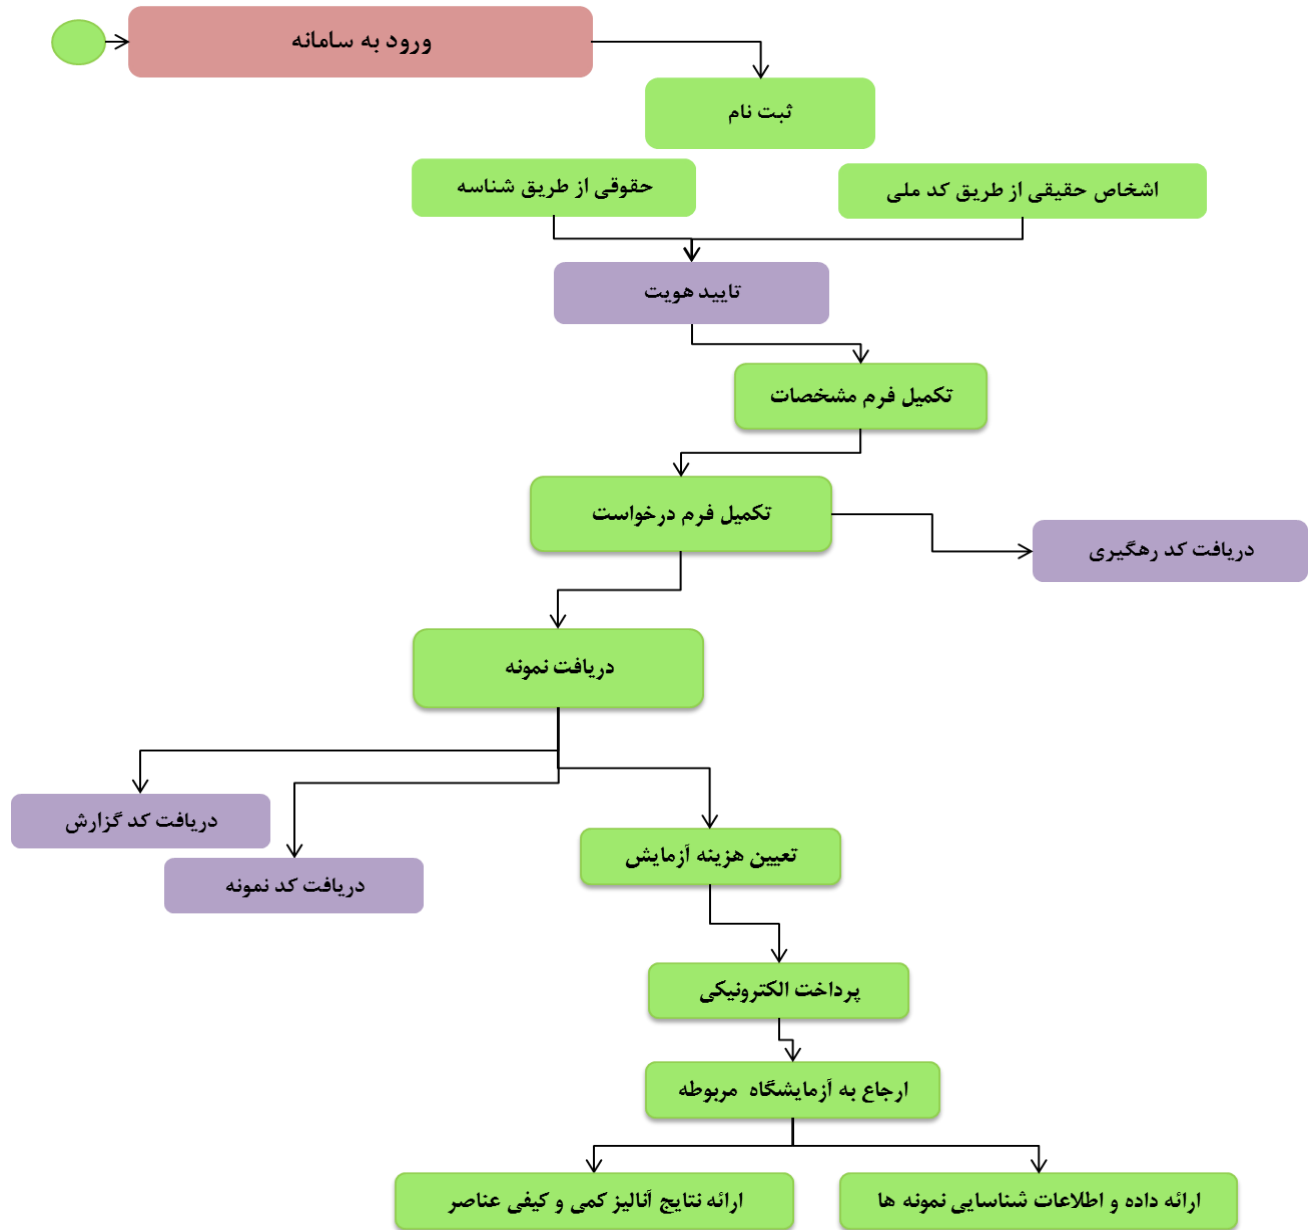 ورود به سامانه
ثبت نام
اشخاص حقیقی از طریق کد ملی
حقوقی از طریق شناسه
تایید هویت
تکمیل فرم مشخصات
تکمیل فرم درخواست
دریافت کد رهگیری
دریافت نمونه
دریافت کد گزارش
دریافت کد نمونه
تعیین هزینه آزمایش
پرداخت الکترونیکی
ارجاع به آزمایشگاه مربوطه
ارائه داده و اطلاعات شناسایی نمونه ها
ارائه نتایج آنالیز کمی و کیفی عناصر